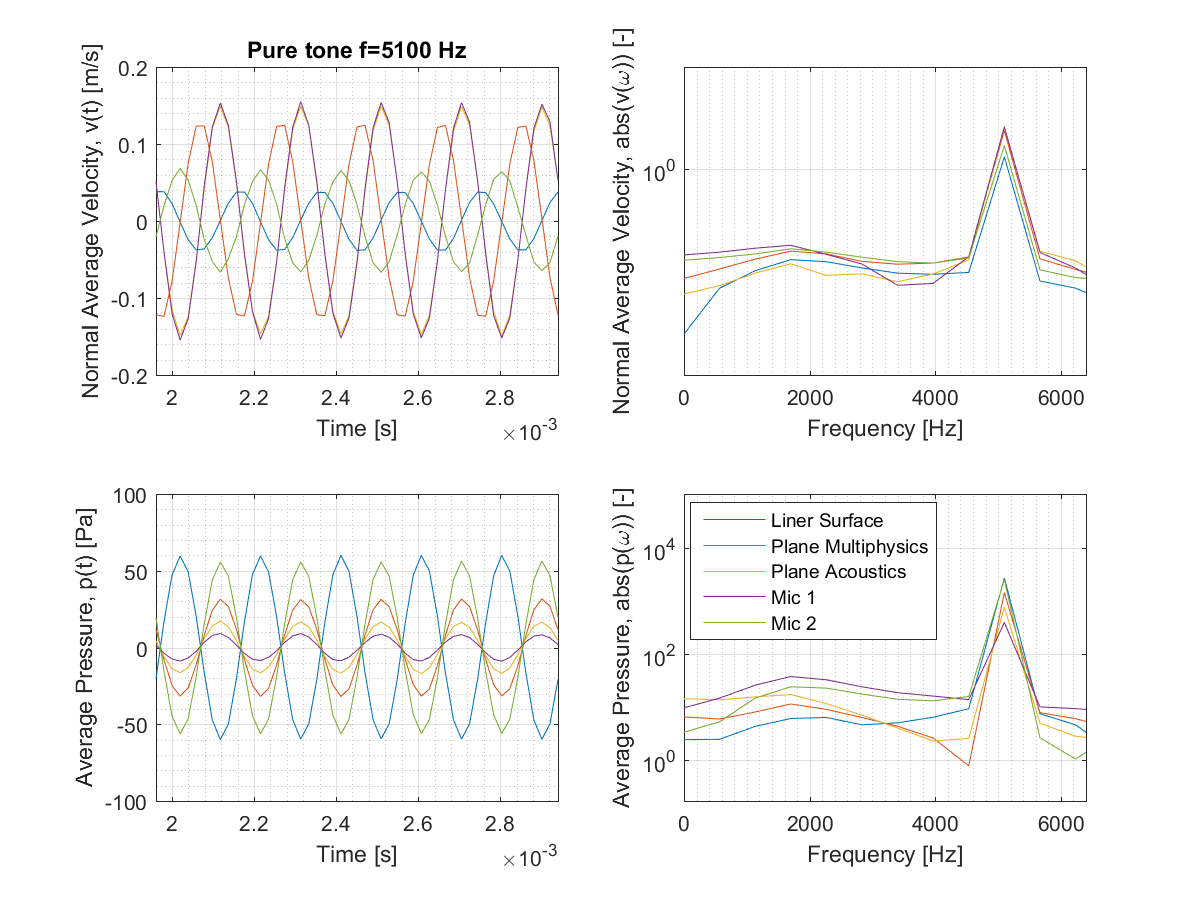 Pure tone f=5100 Hz
Normal Average Velocity, v(t) [m/s]
0.2
0.1
0
-0.1
-0.2
2 2.2 2.4 2.6 2.8
Time [s]
×10-3
Normal Average Velocity, abs(v(ω)) [-]
100
0 2000 4000 6000
Frequency [Hz]
Average Pressure, p(t) [Pa]
100
50
0
-50
-100
2 2.2 2.4 2.6 2.8
Time [s]
×10-3
Average Pressure, abs(p(ω)) [-]
104
102
100
Liner Surface
Plane Multiphysics
Plane Acoustics
Mic 1
Mic 2
0 2000 4000 6000
Frequency [Hz]